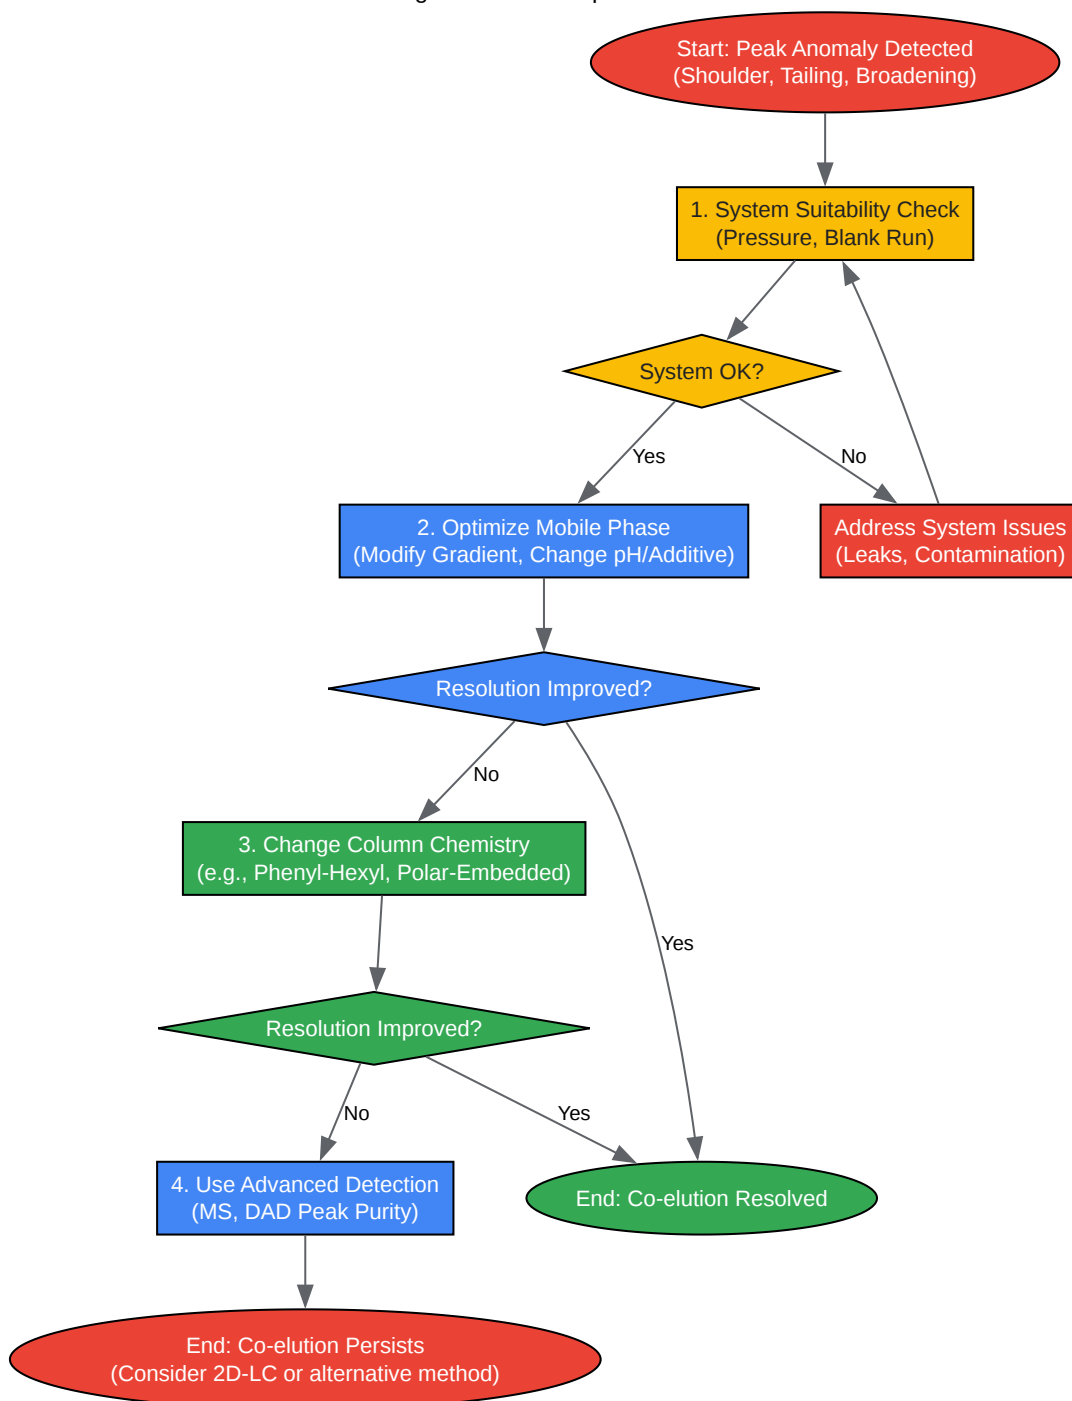 Start: Peak Anomaly Detected
(Shoulder, Tailing, Broadening)
1. System Suitability Check
(Pressure, Blank Run)
System OK?
Yes
No
2. Optimize Mobile Phase
(Modify Gradient, Change pH/Additive)
Address System Issues
(Leaks, Contamination)
Resolution Improved?
No
3. Change Column Chemistry
(e.g., Phenyl-Hexyl, Polar-Embedded)
Yes
Resolution Improved?
No
Yes
4. Use Advanced Detection
(MS, DAD Peak Purity)
End: Co-elution Resolved
End: Co-elution Persists
(Consider 2D-LC or alternative method)